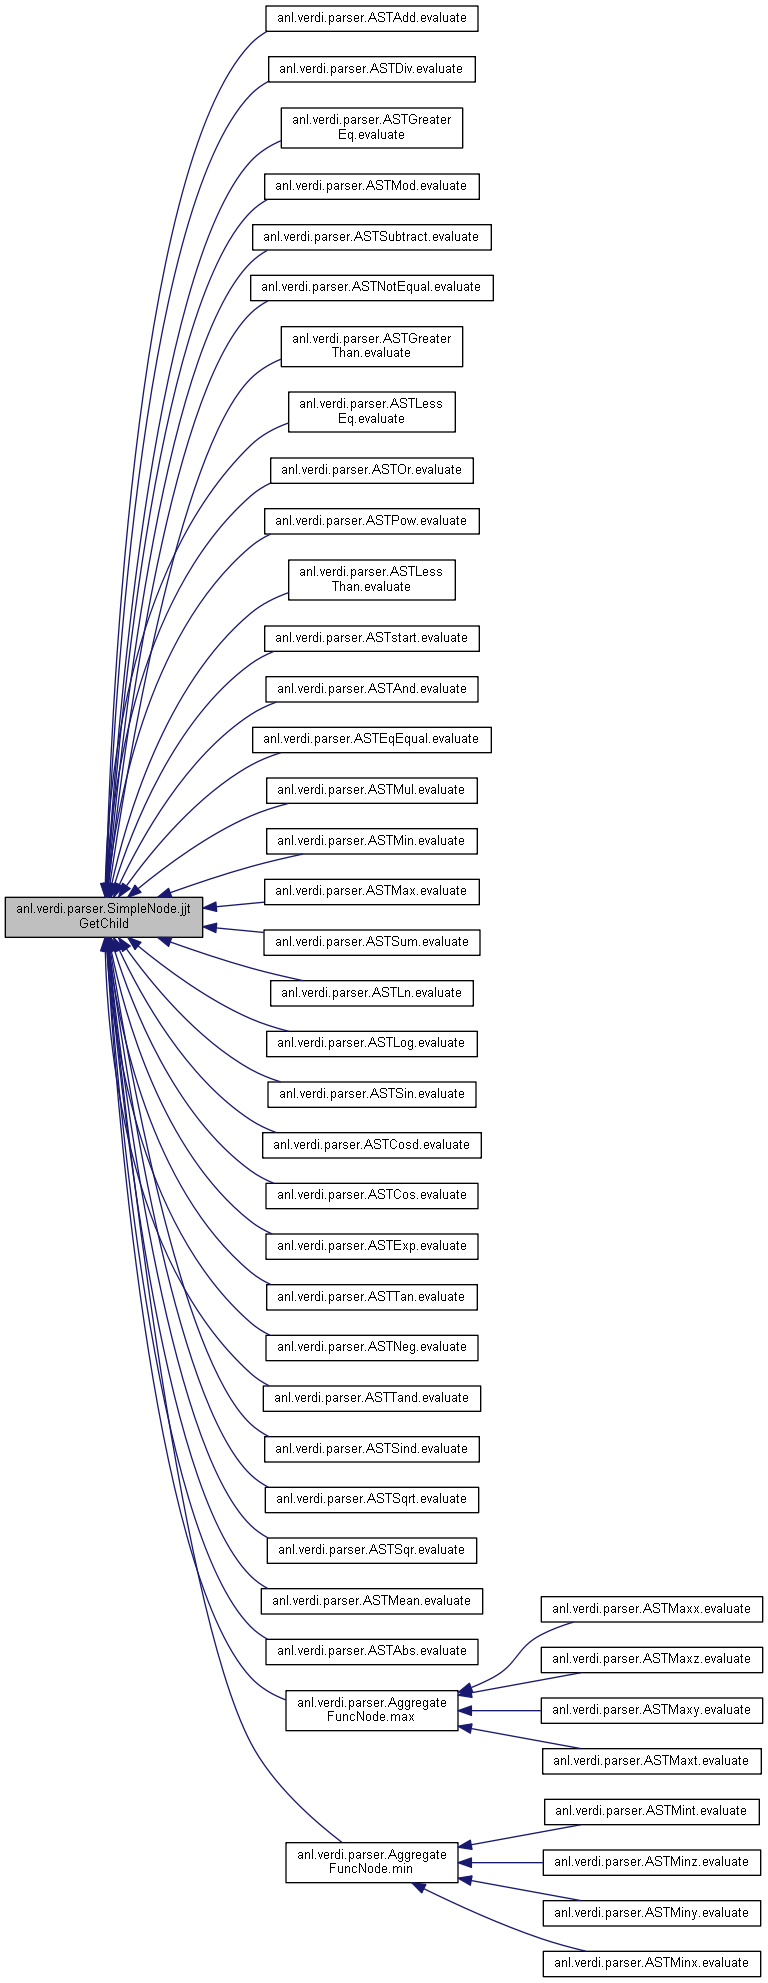 anl.verdi.parser.ASTAdd.evaluate
anl.verdi.parser.ASTDiv.evaluate
anl.verdi.parser.ASTGreater
Eq.evaluate
anl.verdi.parser.ASTMod.evaluate
anl.verdi.parser.ASTSubtract.evaluate
anl.verdi.parser.ASTNotEqual.evaluate
anl.verdi.parser.ASTGreater
Than.evaluate
anl.verdi.parser.ASTLess
Eq.evaluate
anl.verdi.parser.ASTOr.evaluate
anl.verdi.parser.ASTPow.evaluate
anl.verdi.parser.ASTLess
Than.evaluate
anl.verdi.parser.ASTstart.evaluate
anl.verdi.parser.ASTAnd.evaluate
anl.verdi.parser.ASTEqEqual.evaluate
anl.verdi.parser.ASTMul.evaluate
anl.verdi.parser.ASTMin.evaluate
anl.verdi.parser.SimpleNode.jjt
GetChild
anl.verdi.parser.ASTMax.evaluate
anl.verdi.parser.ASTSum.evaluate
anl.verdi.parser.ASTLn.evaluate
anl.verdi.parser.ASTLog.evaluate
anl.verdi.parser.ASTSin.evaluate
anl.verdi.parser.ASTCosd.evaluate
anl.verdi.parser.ASTCos.evaluate
anl.verdi.parser.ASTExp.evaluate
anl.verdi.parser.ASTTan.evaluate
anl.verdi.parser.ASTNeg.evaluate
anl.verdi.parser.ASTTand.evaluate
anl.verdi.parser.ASTSind.evaluate
anl.verdi.parser.ASTSqrt.evaluate
anl.verdi.parser.ASTSqr.evaluate
anl.verdi.parser.ASTMean.evaluate
anl.verdi.parser.ASTAbs.evaluate
anl.verdi.parser.Aggregate
FuncNode.max
anl.verdi.parser.ASTMaxx.evaluate
anl.verdi.parser.ASTMaxz.evaluate
anl.verdi.parser.ASTMaxy.evaluate
anl.verdi.parser.ASTMaxt.evaluate
anl.verdi.parser.Aggregate
FuncNode.min
anl.verdi.parser.ASTMint.evaluate
anl.verdi.parser.ASTMinz.evaluate
anl.verdi.parser.ASTMiny.evaluate
anl.verdi.parser.ASTMinx.evaluate